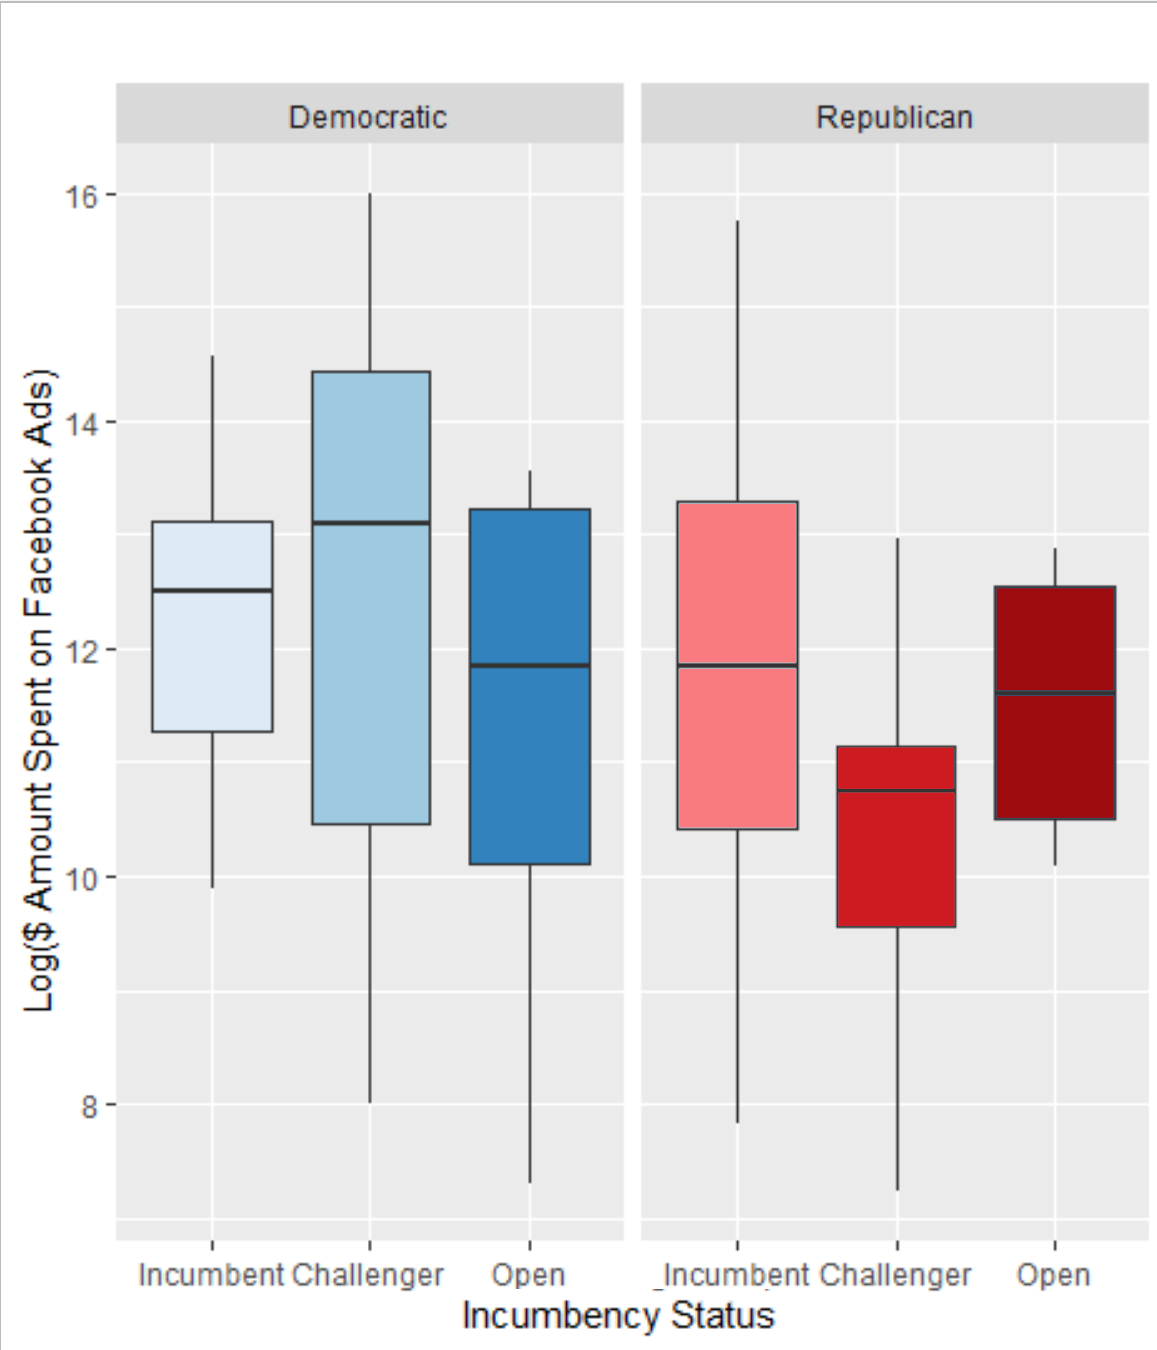 Democratic
Republican
16
14
12
10
8
Log($ Amount Spent on Facebook Ads)
Incumbent Challenger Open
_Incumbent Challenger Open
Incumbency Status